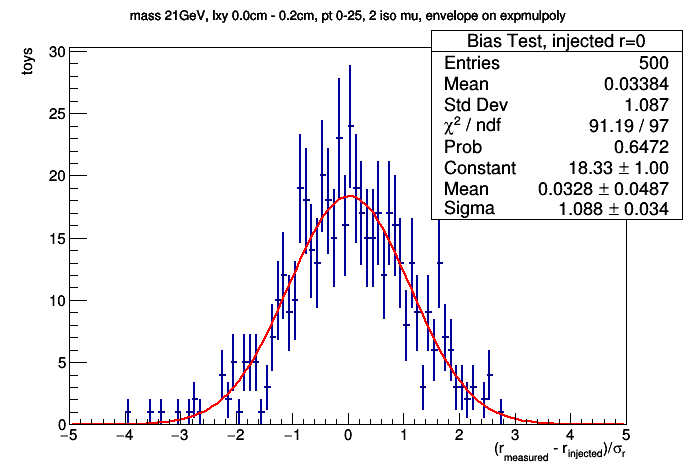 mass 21GeV, lxy 0.0cm - 0.2cm, pt 0-25, 2 iso mu, envelope on expmulpoly
Bias Test, injected r=0
Entries 500
Mean 0.03384
Std Dev 1.087
χ² / ndf 91.19 / 97
Prob 0.6472
Constant 18.33 ± 1.00
Mean 0.0328 ± 0.0487
Sigma 1.088 ± 0.034
toys
30
25
20
15
10
5
0
−5 −4 −3 −2 −1 0 1 2 3 4 5
(r_measured - r_injected)/σ_r